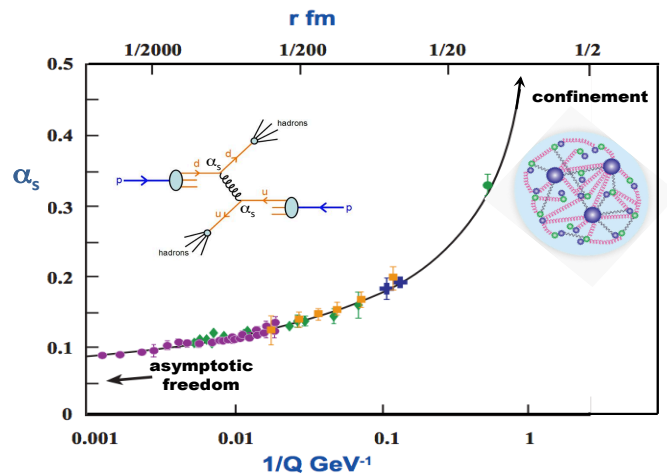 r fm
1/2000 1/200 1/20 1/2
0.5
confinement
hadrons
0.4
d
αs
d
αs
p
u
0.3
αs
p
u
hadrons
0.2
0.1
asymptotic
freedom
0
0.001 0.01 0.1 1
1/Q GeV⁻¹